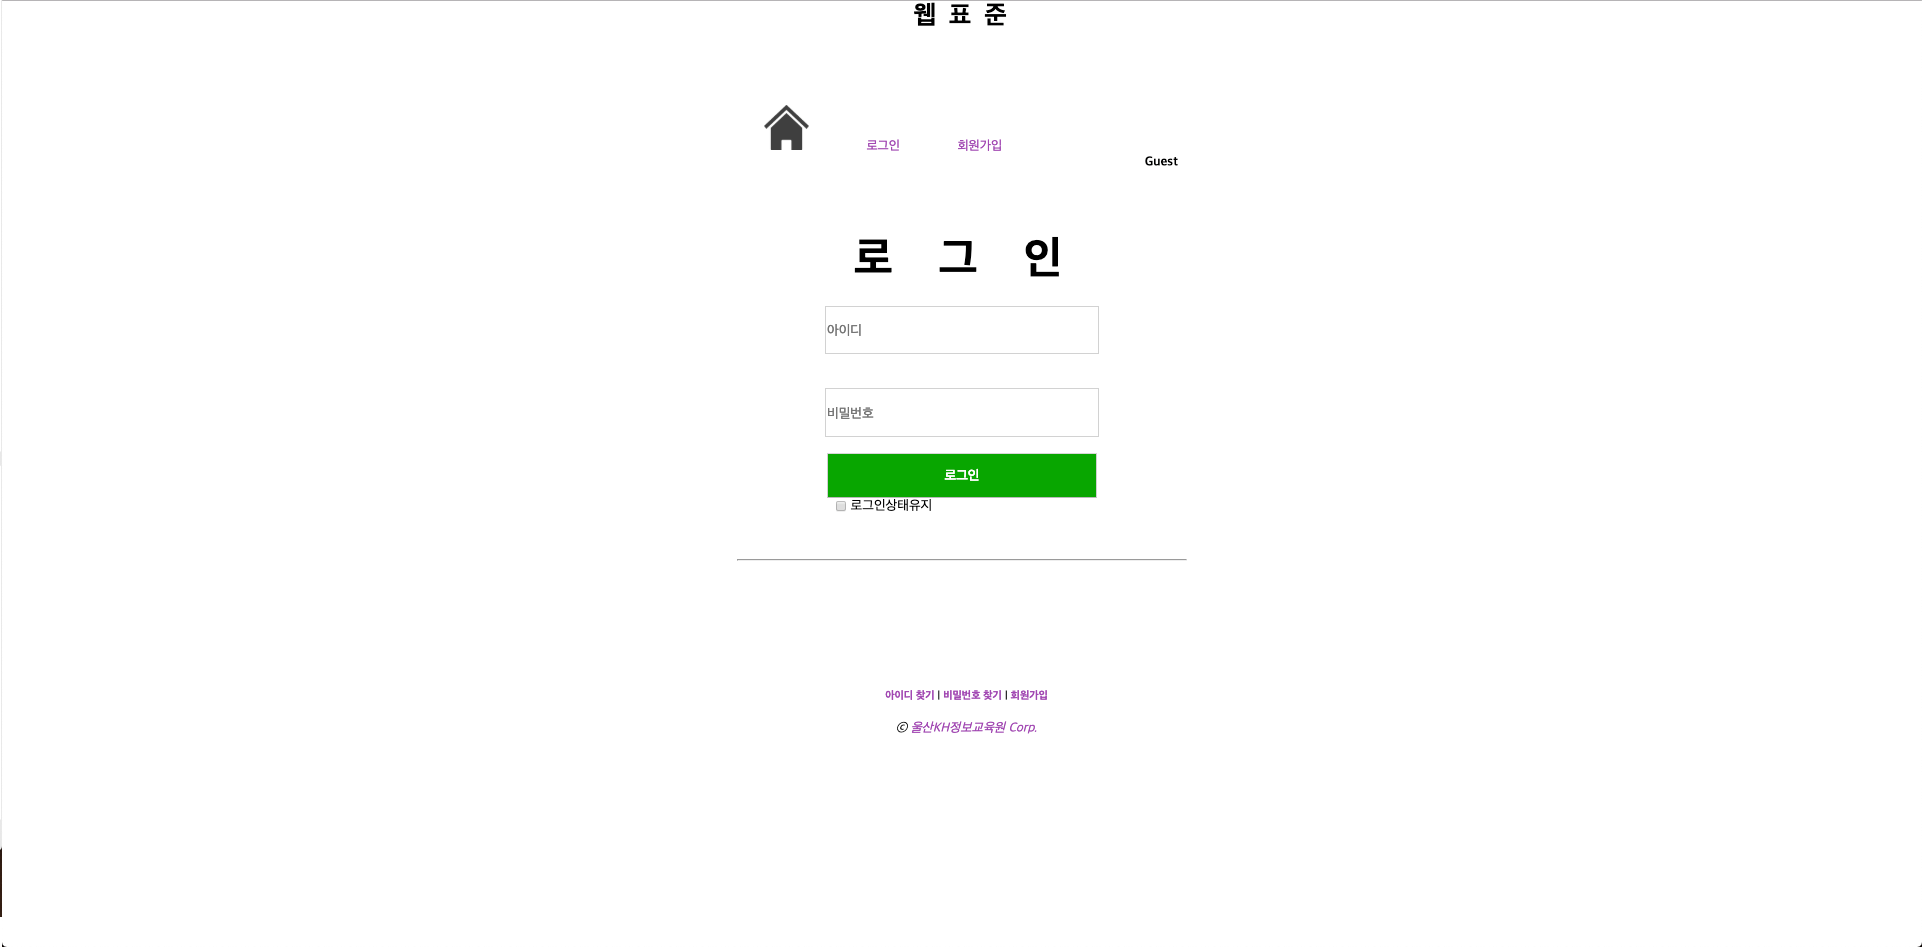 웹 표 준
로그인 회원가입
Guest
로 그 인
아이디
비밀번호
로그인
로그인상태유지
아이디 찾기 | 비밀번호 찾기 | 회원가입
© 울산KH정보교육원 Corp.